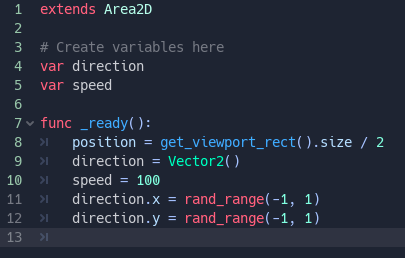 1 extends Area2D
2
3 # Create variables here
4 var direction
5 var speed
6
7 func _ready():
8 position = get_viewport_rect().size / 2
9 direction = Vector2()
10 speed = 100
11 direction.x = rand_range(-1, 1)
12 direction.y = rand_range(-1, 1)
13